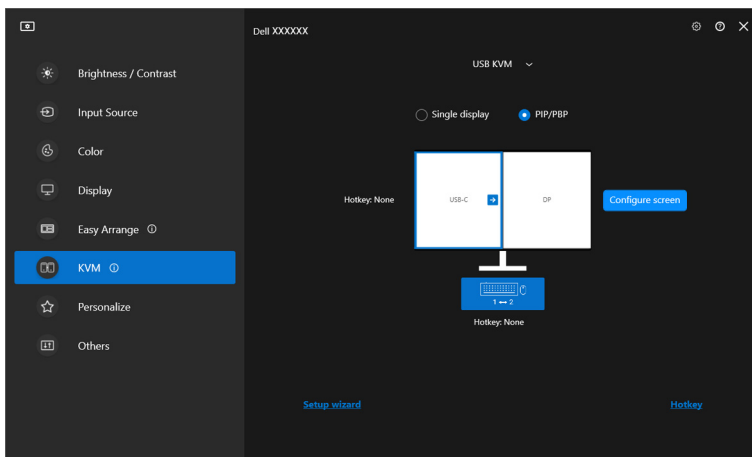 Dell XXXXXX
Brightness / Contrast
Input Source
Color
Display
Easy Arrange
KVM
Personalize
Others
USB KVM
Single display
PIP/PBP
Hotkey: None
USB-C
DP
Configure screen
1 ↔ 2
Hotkey: None
Setup wizard
Hotkey